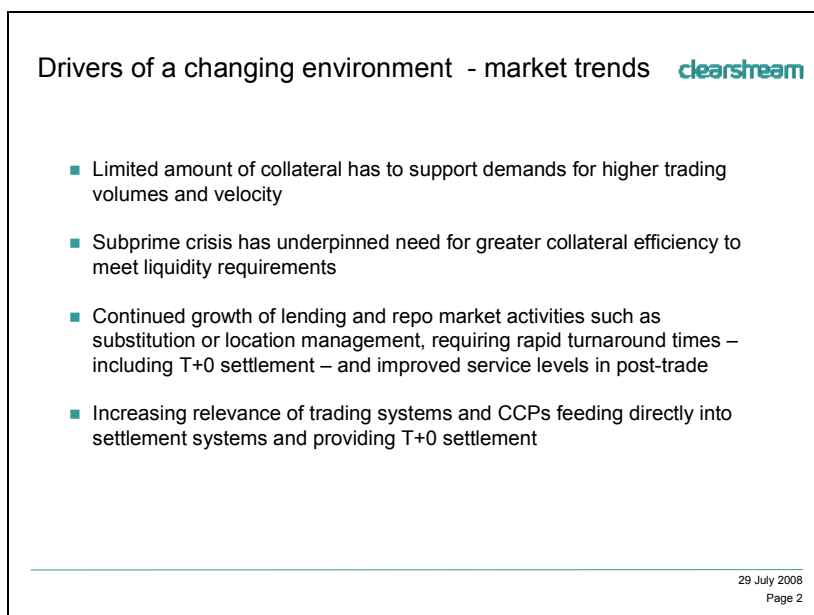 Drivers of a changing environment - market trends
clearstream
Limited amount of collateral has to support demands for higher trading
volumes and velocity
Subprime crisis has underpinned need for greater collateral efficiency to
meet liquidity requirements
Continued growth of lending and repo market activities such as
substitution or location management, requiring rapid turnaround times –
including T+0 settlement – and improved service levels in post-trade
Increasing relevance of trading systems and CCPs feeding directly into
settlement systems and providing T+0 settlement
29 July 2008
Page 2